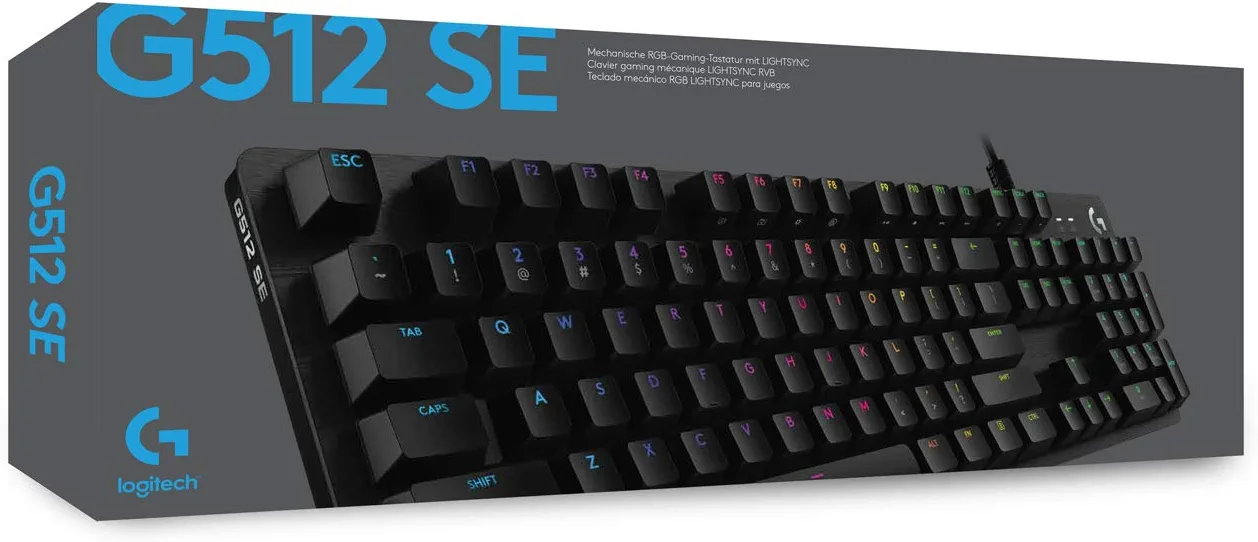 G512 SE
Mechanische RGB-Gaming-Tastatur mit LIGHTSYNC
Clavier gaming mécanique LIGHTSYNC RVB
Teclado mecánico RGB LIGHTSYNC para juegos
G512 SE
G512 SE
ESC F1 F2 F3 F4 F5 F6 F7 F8 F9 F10 F11 F12
` 1 2 3 4 5 6 7 8 9 0 - =
~ ! @ # $ % ^ & * ( )
TAB Q W E R T Y U I O P [ ]
CAPS A S D F G H J K L ; ' ENTER
SHIFT Z X C V B N M < > ? SHIFT
ALT FN CTRL
G
logitech